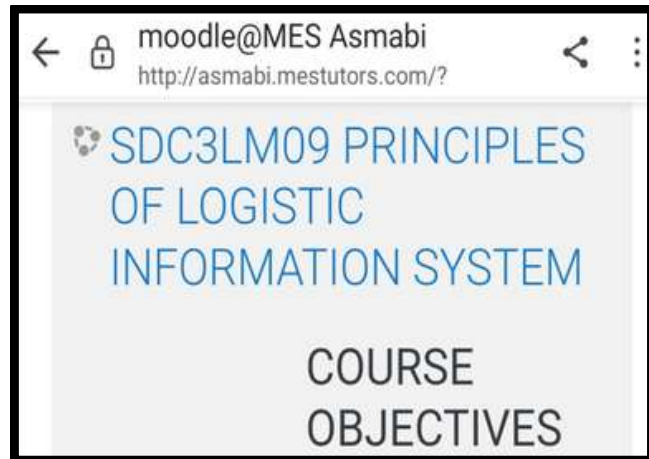 moodle@MES Asmabi
http://asmabi.mestutors.com/?
SDC3LM09 PRINCIPLES
OF LOGISTIC
INFORMATION SYSTEM
COURSE
OBJECTIVES